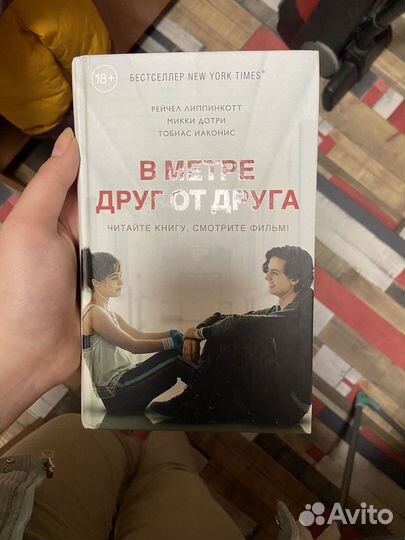 18+
БЕСТСЕЛЛЕР NEW YORK TIMES®
РЕЙЧЕЛ ЛИППИНКОТТ
МИККИ ДОТРИ
ТОБИАС ИАКОНИС
В МЕТРЕ
ДРУГ ОТ ДРУГА
ЧИТАЙТЕ КНИГУ, СМОТРИТЕ ФИЛЬМ!
Avito